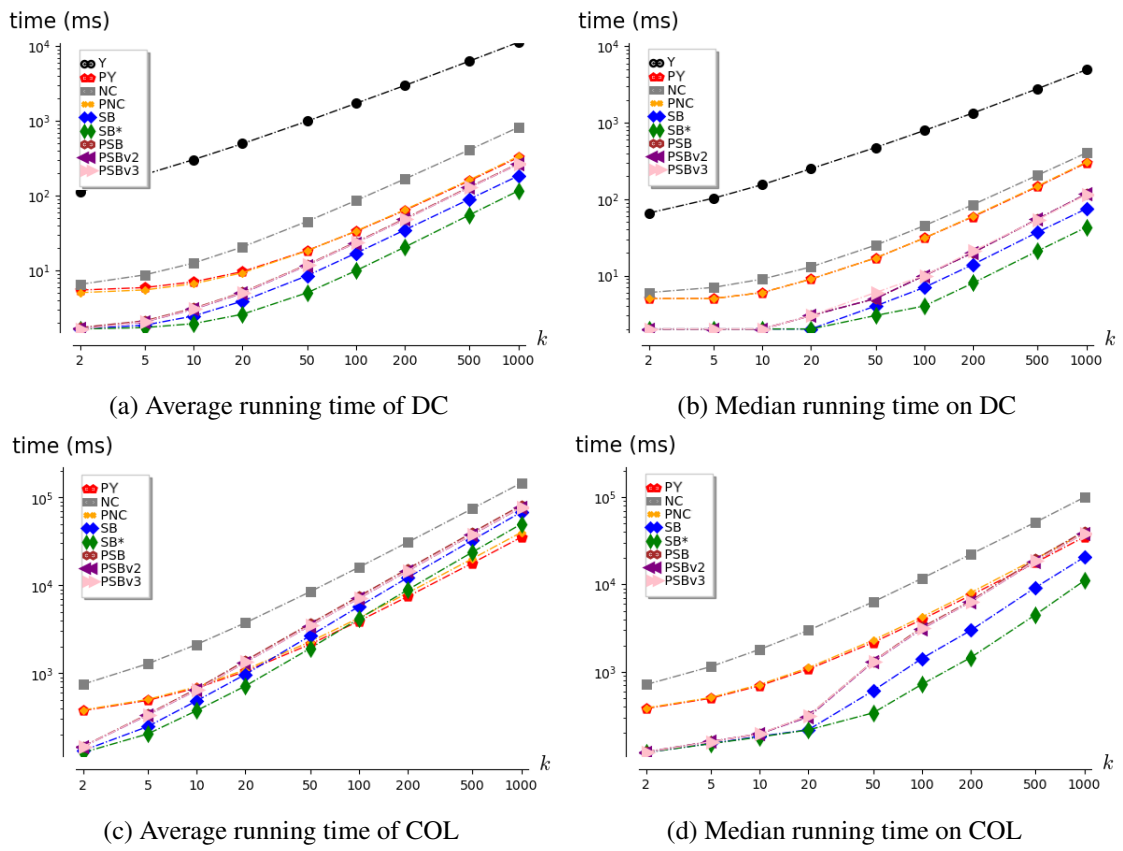 time (ms)
10^4
10^3
10^2
10^1
Y
PY
NC
PNC
SB
SB*
PSB
PSBv2
PSBv3
2 5 10 20 50 100 200 500 1000
k
(a) Average running time of DC
time (ms)
10^4
10^3
10^2
10^1
Y
PY
NC
PNC
SB
SB*
PSB
PSBv2
PSBv3
2 5 10 20 50 100 200 500 1000
k
(b) Median running time on DC
time (ms)
10^5
10^4
10^3
PY
NC
PNC
SB
SB*
PSB
PSBv2
PSBv3
2 5 10 20 50 100 200 500 1000
k
(c) Average running time of COL
time (ms)
10^5
10^4
10^3
PY
NC
PNC
SB
SB*
PSB
PSBv2
PSBv3
2 5 10 20 50 100 200 500 1000
k
(d) Median running time on COL